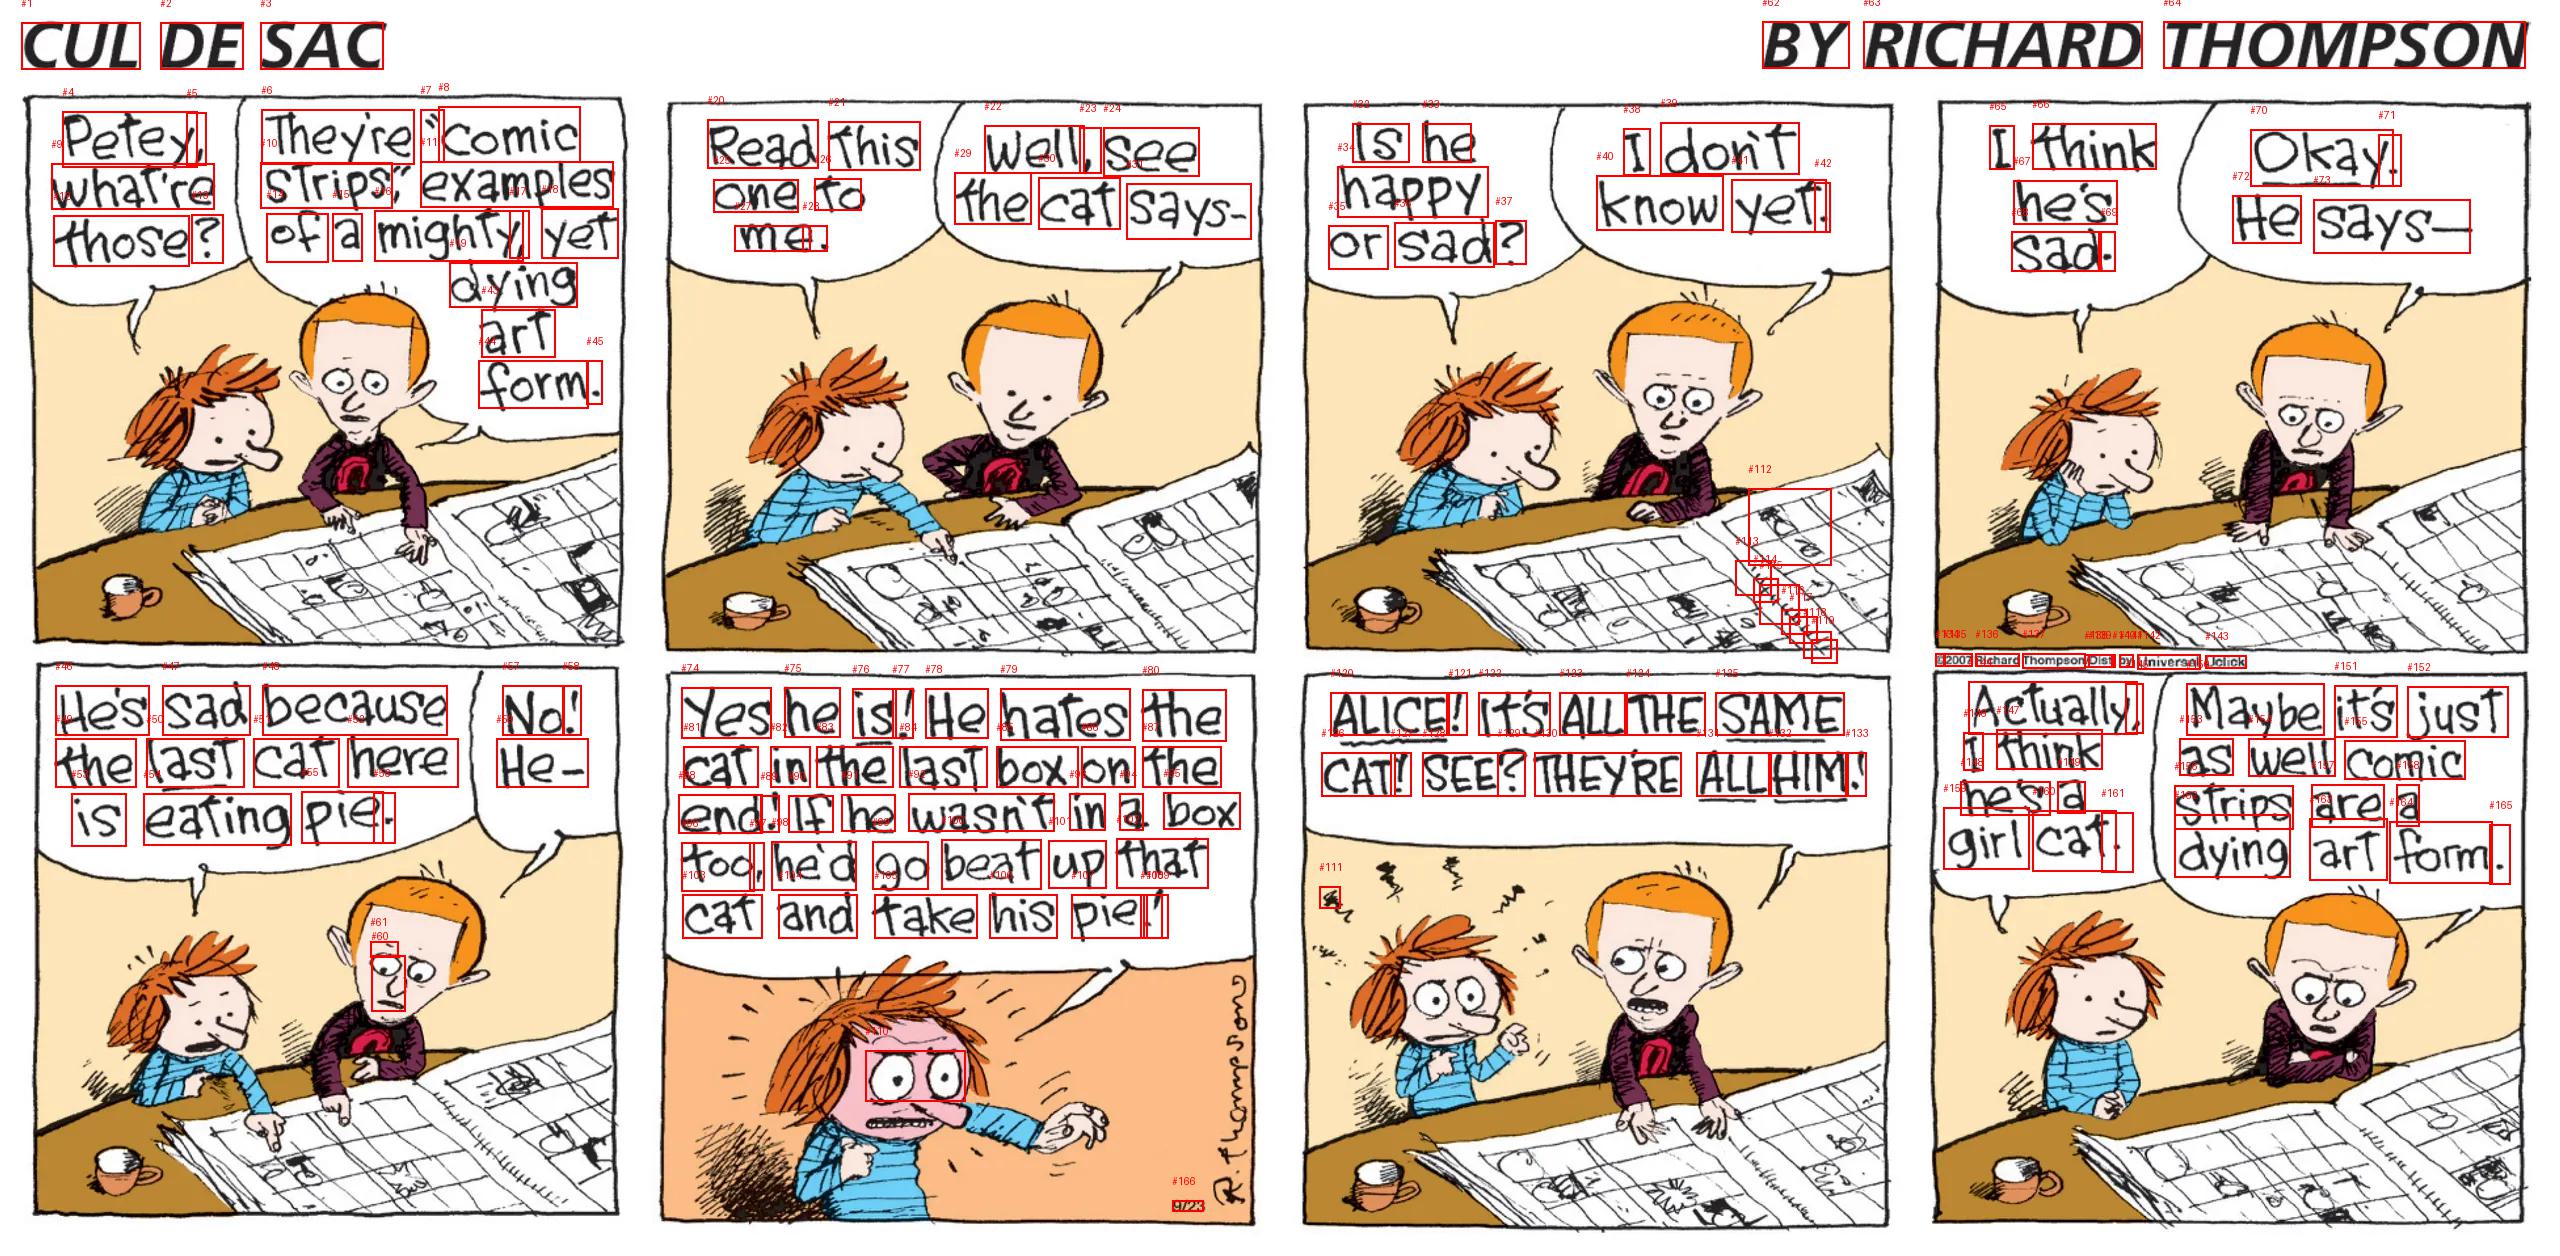 CUL DE SAC
BY RICHARD THOMPSON
Petey,
what're
those?
They're "comic
strips," examples
of a mighty, yet
dying
art
form.
Read this
one to
me.
Well, see
the cat says-
Is he
happy
or sad?
I don't
know yet.
I think
he's
sad.
Okay.
He says—
He's sad because
the last cat here
is eating pie.
No!
He-
Yes he is! He hates the
cat in the last box on the
end! If he wasn't in a box
too, he'd go beat up that
cat and take his pie!
R. Thompson
9/23
ALICE! It'S ALL THE SAME
CAT! SEE? THEY'RE ALL HIM!
©2007 Richard Thompson/Dist by Universal Uclick
Actually,
I think
he's a
girl cat.
Maybe it's just
as well comic
strips are a
dying art form.